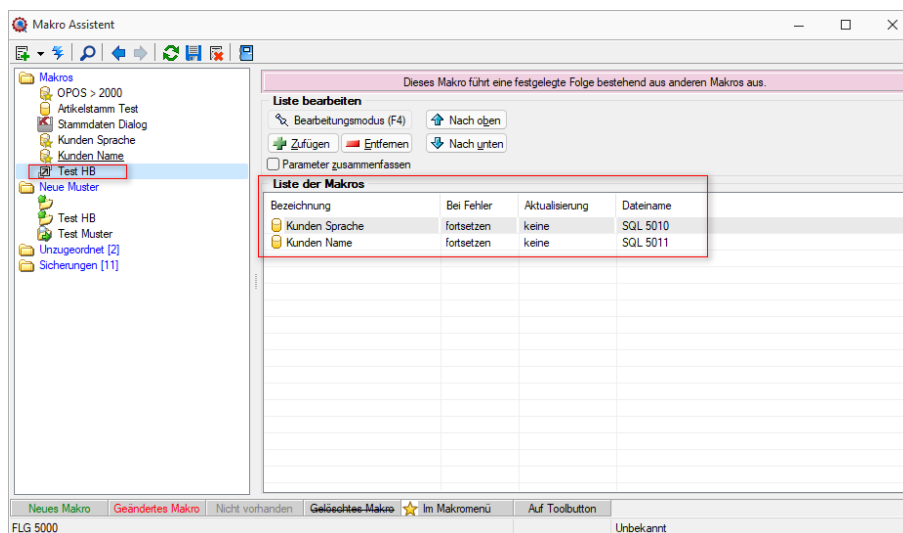 Makro Assistent
Makros
OPOS > 2000
Artikelstamm Test
Stammdaten Dialog
Kunden Sprache
Kunden Name
Test HB
Neue Muster
Test HB
Test Muster
Unzugeordnet [2]
Sicherungen [11]
Dieses Makro führt eine festgelegte Folge bestehend aus anderen Makros aus.
Liste bearbeiten
Bearbeitungsmodus (F4) Nach oben
Zufügen Entfernen Nach unten
Parameter zusammenfassen
Liste der Makros
Bezeichnung Bei Fehler Aktualisierung Dateiname
Kunden Sprache fortsetzen keine SQL 5010
Kunden Name fortsetzen keine SQL 5011
Neues Makro Geändertes Makro Nicht vorhanden Gelöschtes Makro Im Makromenü Auf Toolbutton
FLG 5000 Unbekannt